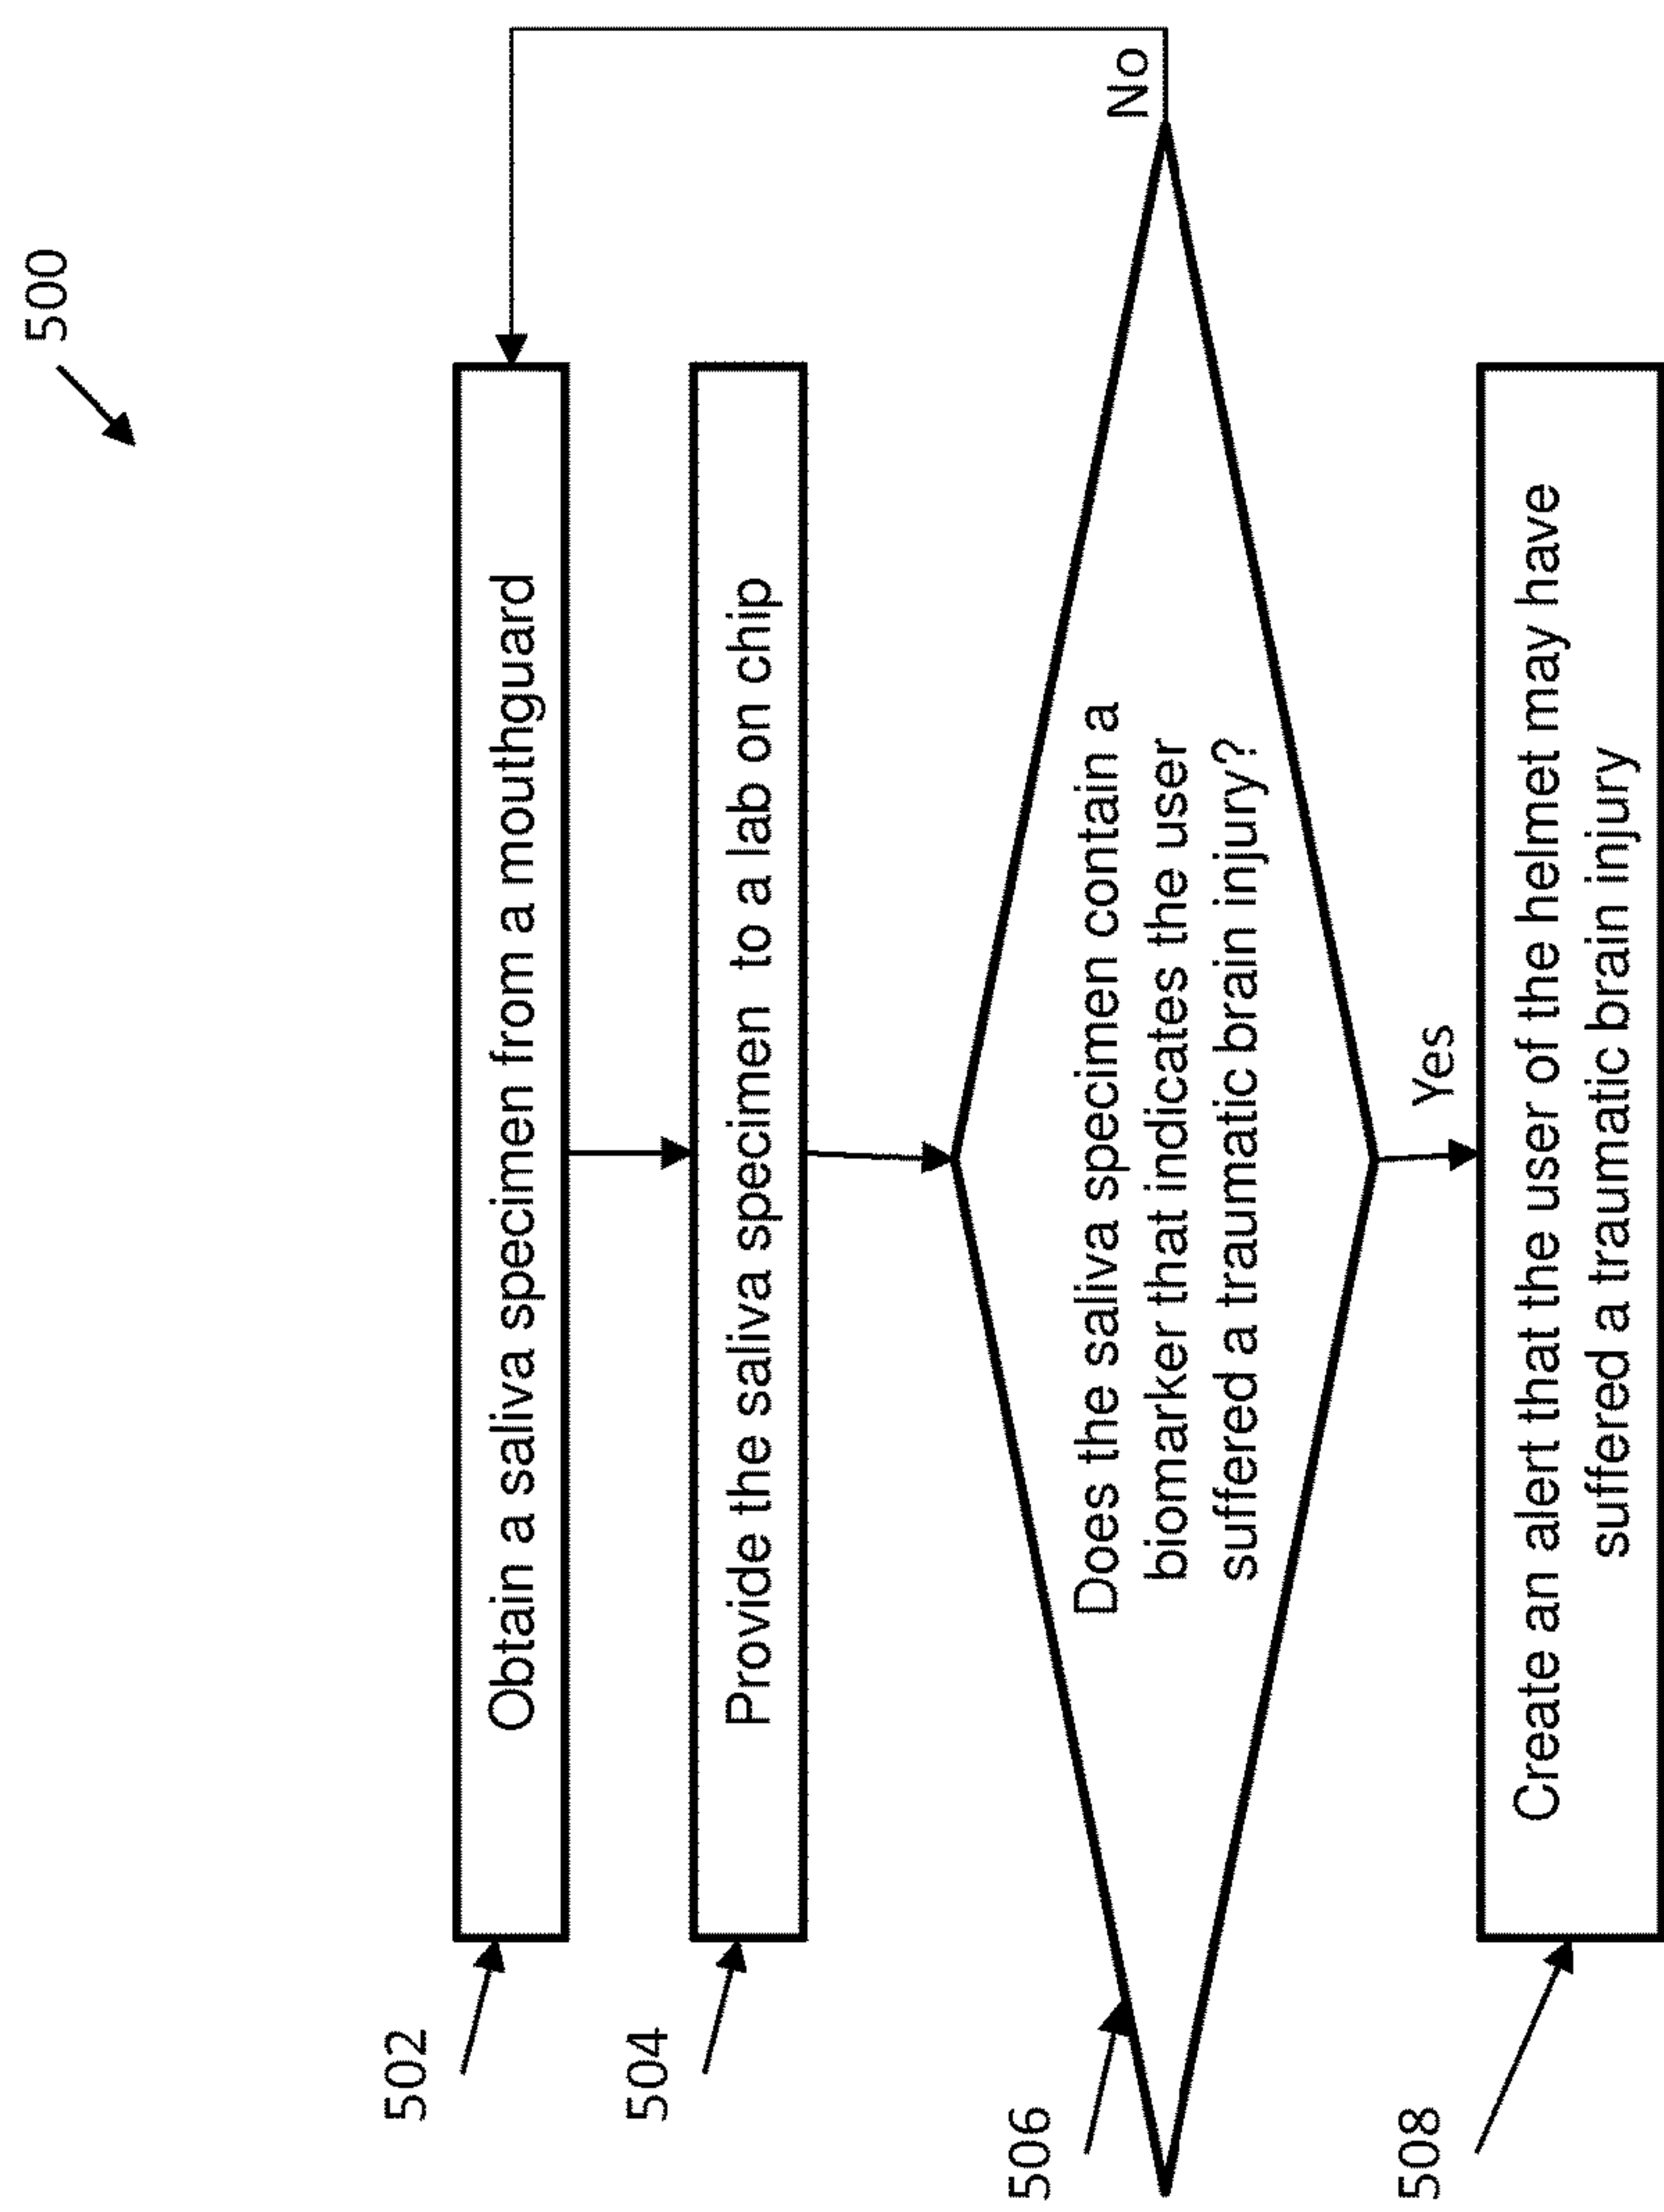 500
502
Obtain a saliva specimen from a mouthguard
504
Provide the saliva specimen to a lab on chip
506
Does the saliva specimen contain a
biomarker that indicates the user
suffered a traumatic brain injury?
No
Yes
508
Create an alert that the user of the helmet may have
suffered a traumatic brain injury